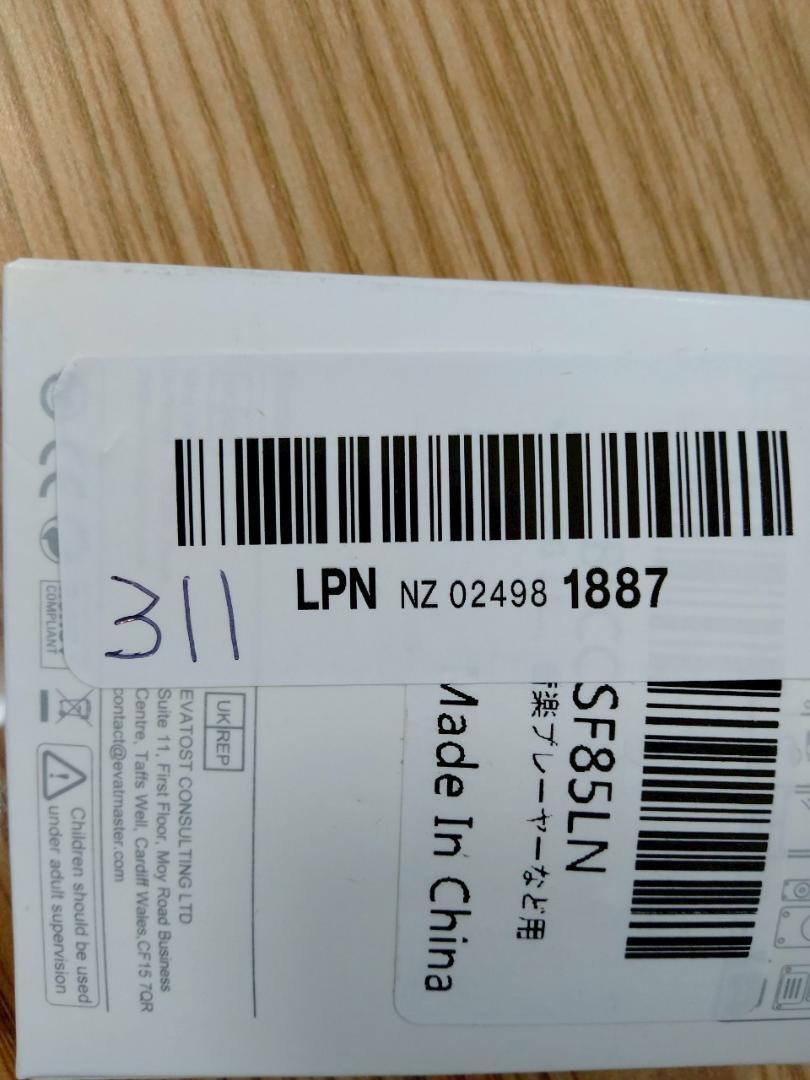 LPN NZ 02498 1887
SF85LN
楽プレーヤーなど用
Made In China
UK REP
EVATOST CONSULTING LTD
Suite 11, First Floor, Moy Road Business
Centre, Taffs Well, Cardiff Wales, CF15 7QR
contact@evatmaster.com
COMPLIANT
Children should be used
under adult supervision